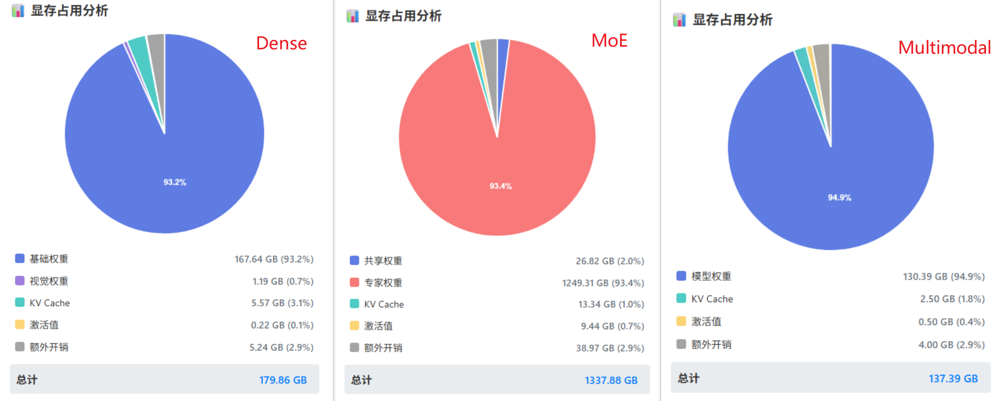 显存占用分析
Dense
93.2%
基础权重 167.64 GB (93.2%)
视觉权重 1.19 GB (0.7%)
KV Cache 5.57 GB (3.1%)
激活值 0.22 GB (0.1%)
额外开销 5.24 GB (2.9%)
总计 179.86 GB
显存占用分析
MoE
93.4%
共享权重 26.82 GB (2.0%)
专家权重 1249.31 GB (93.4%)
KV Cache 13.34 GB (1.0%)
激活值 9.44 GB (0.7%)
额外开销 38.97 GB (2.9%)
总计 1337.88 GB
显存占用分析
Multimodal
94.9%
模型权重 130.39 GB (94.9%)
KV Cache 2.50 GB (1.8%)
激活值 0.50 GB (0.4%)
额外开销 4.00 GB (2.9%)
总计 137.39 GB